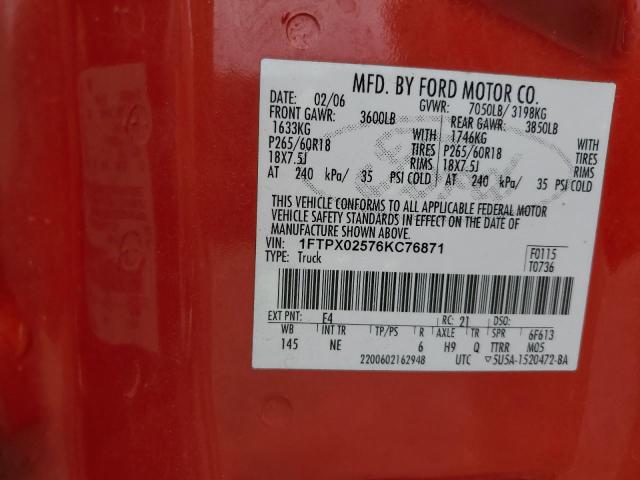 MFD. BY FORD MOTOR CO.
DATE: 02/06 GVWR: 7050LB/ 3198KG
FRONT GAWR: 3600LB REAR GAWR: 3850LB
1633KG WITH 1746KG WITH
P265/60R18 TIRES P265/60R18 TIRES
18X7.5J RIMS 18X7.5J RIMS
AT 240 kPa/ 35 PSI COLD AT 240 kPa/ 35 PSI COLD
THIS VEHICLE CONFORMS TO ALL APPLICABLE FEDERAL MOTOR
VEHICLE SAFETY STANDARDS IN EFFECT ON THE DATE OF
MANUFACTURE SHOWN ABOVE.
VIN: 1FTPX02576KC76871 F0115
TYPE: Truck T0736
EXT PNT: E4 RC: 21 DSO:
WB INT TR TP/PS R AXLE TR SPR 6F613
145 NE 6 H9 Q TTRR M05
2200602162948 UTC ▽5U5A-1520472-BA
Ford